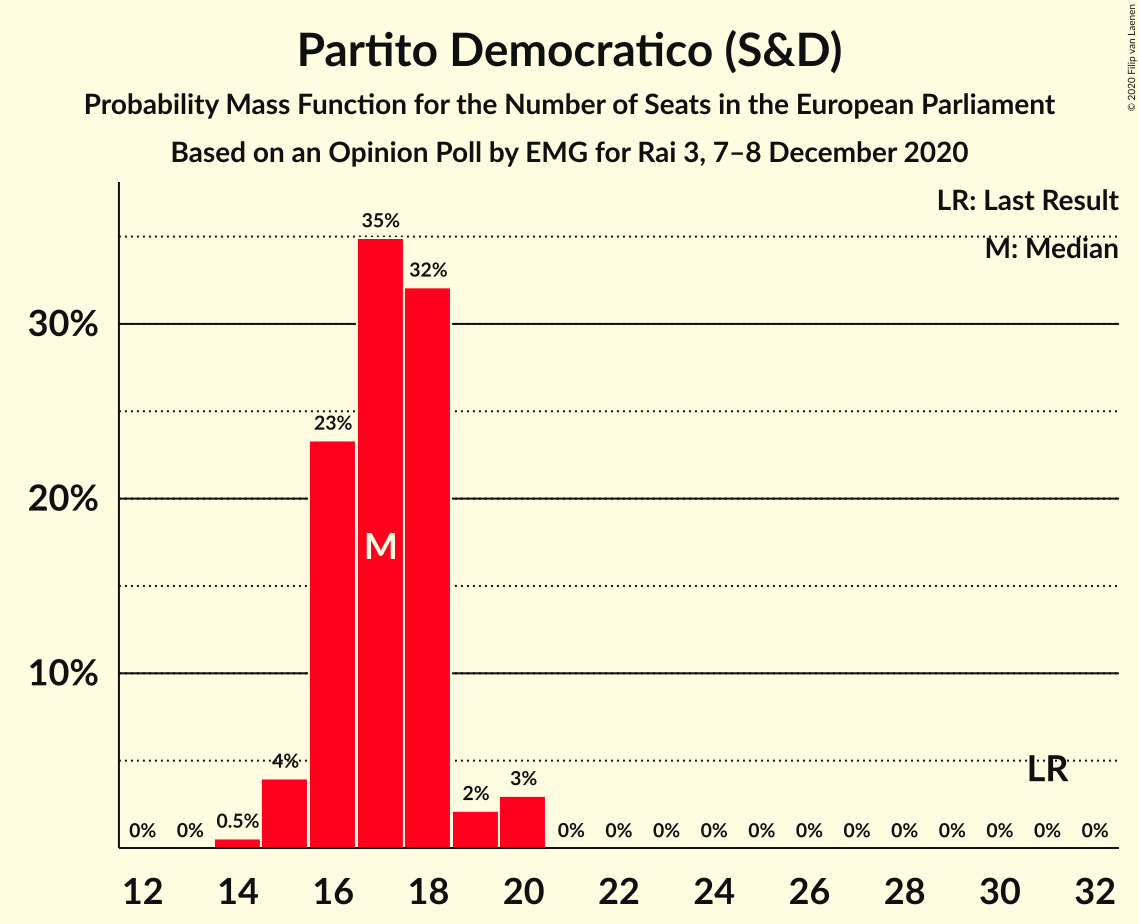 Partito Democratico (S&D)
Probability Mass Function for the Number of Seats in the European Parliament
Based on an Opinion Poll by EMG for Rai 3, 7–8 December 2020
© 2020 Filip van Laenen
LR: Last Result
M: Median
35%
32%
30%
23%
20%
M
10%
4%
3%
2%
LR
0% 0% 0.5% 0% 0% 0% 0% 0% 0% 0% 0% 0% 0% 0% 0%
12 14 16 18 20 22 24 26 28 30 32